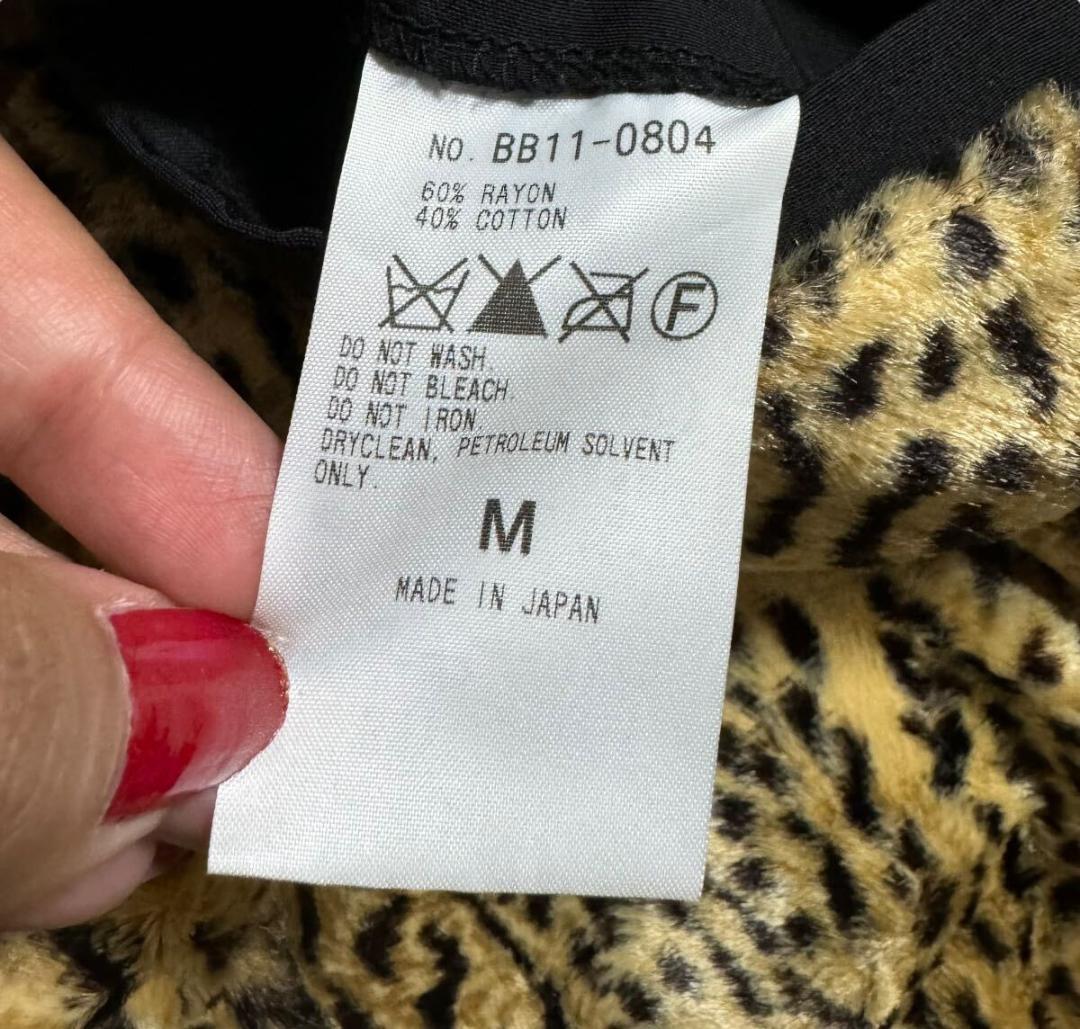 NO. BB11-0804
60% RAYON
40% COTTON
F
DO NOT WASH.
DO NOT BLEACH
DO NOT IRON.
DRYCLEAN, PETROLEUM SOLVENT
ONLY.
M
MADE IN JAPAN